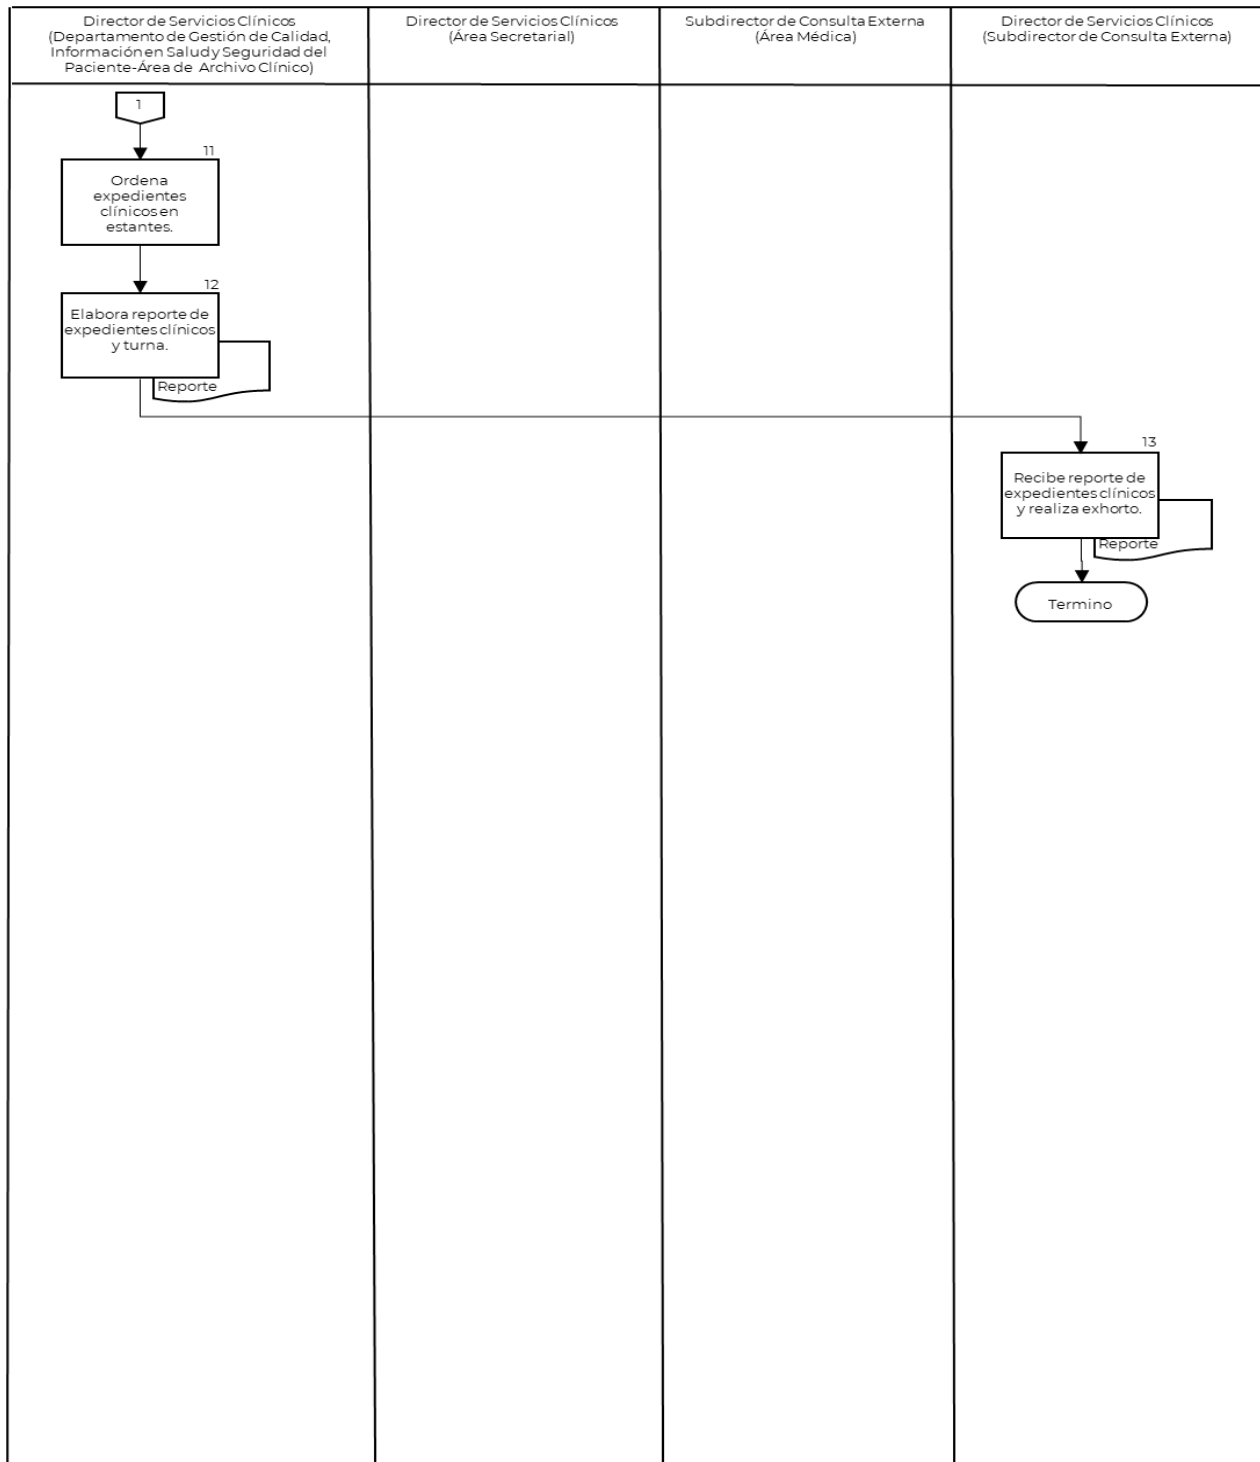 Director de Servicios Clínicos
(Departamento de Gestión de Calidad,
Información en Salud y Seguridad del
Paciente-Área de Archivo Clínico)
Director de Servicios Clínicos
(Área Secretarial)
Subdirector de Consulta Externa
(Área Médica)
Director de Servicios Clínicos
(Subdirector de Consulta Externa)
1
11
Ordena
expedientes
clínicos en
estantes.
12
Elabora reporte de
expedientes clínicos
y turna.
Reporte
13
Recibe reporte de
expedientes clínicos
y realiza exhorto.
Reporte
Termino